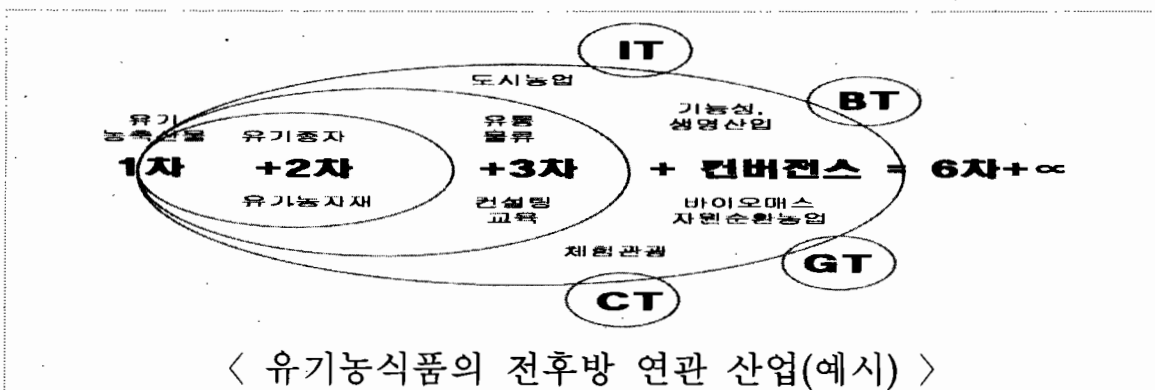 IT
도시농업
BT
기능성,
생명산업
유기
농축산물
유기종자
유통
물류
1차 +2차 +3차 + 컨버전스 = 6차+∝
유기농자재
컨설팅
교육
바이오매스
자원순환농업
체험관광
GT
CT
< 유기농식품의 전후방 연관 산업(예시) >